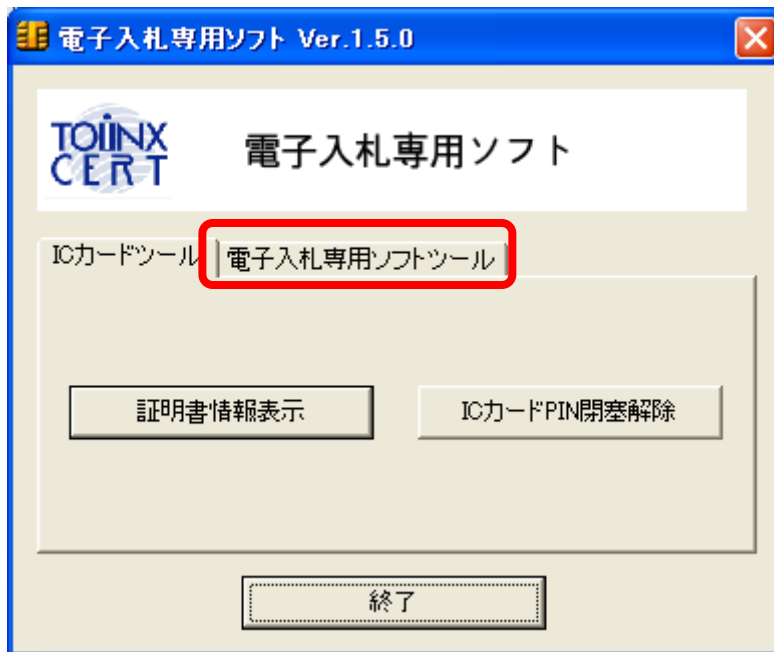 電子入札専用ソフト Ver.1.5.0
TOiNX
CERT
電子入札専用ソフト
ICカードツール
電子入札専用ソフトツール
証明書情報表示
ICカードPIN閉塞解除
終了